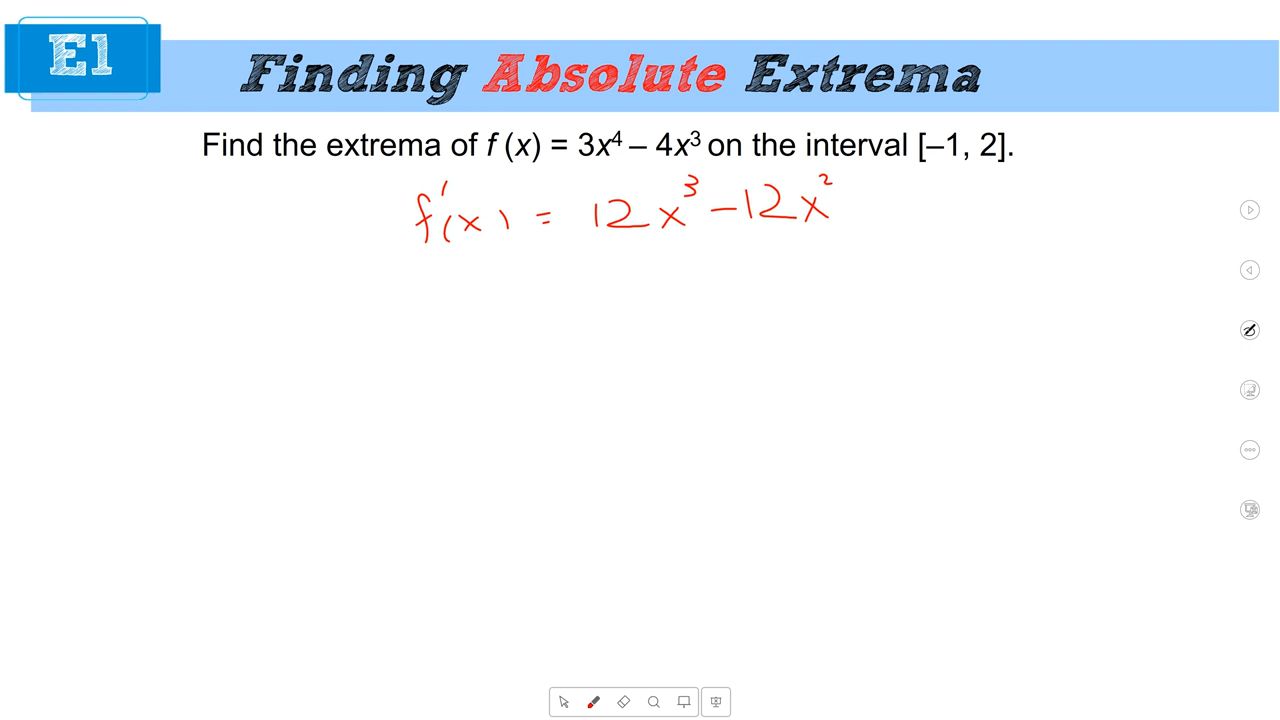 E1
Finding Absolute Extrema
Find the extrema of f (x) = 3x⁴ – 4x³ on the interval [–1, 2].
f'(x) = 12x³ - 12x²